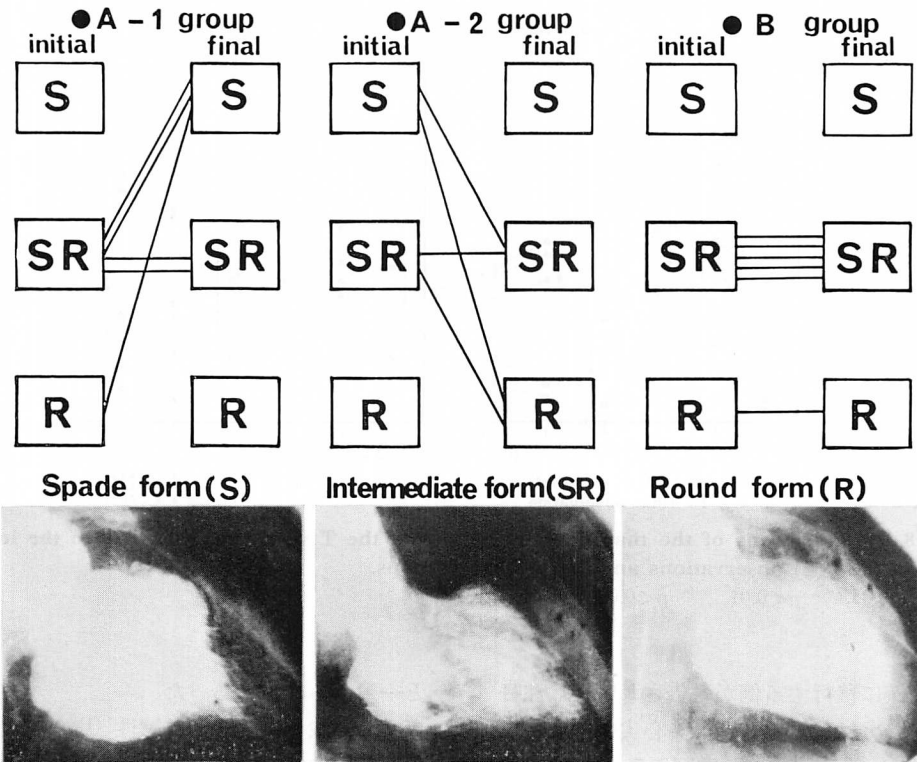 ●A - 1 group ●A - 2 group ● B group
initial final initial final initial final
S S S S S S
SR SR SR SR SR SR
R R R R R R
Spade form(S) Intermediate form(SR) Round form(R)